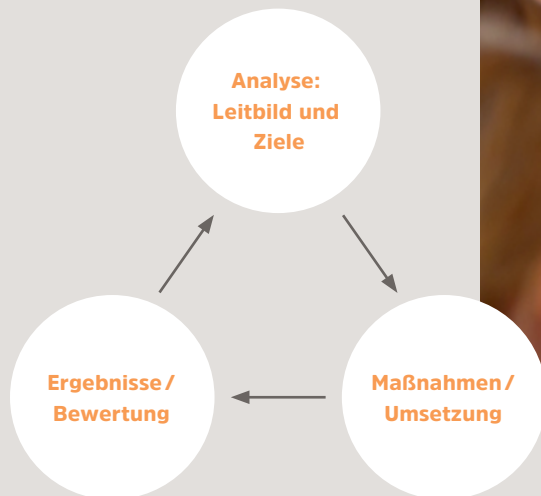 Analyse:
Leitbild und
Ziele
Ergebnisse/
Bewertung
Maßnahmen/
Umsetzung